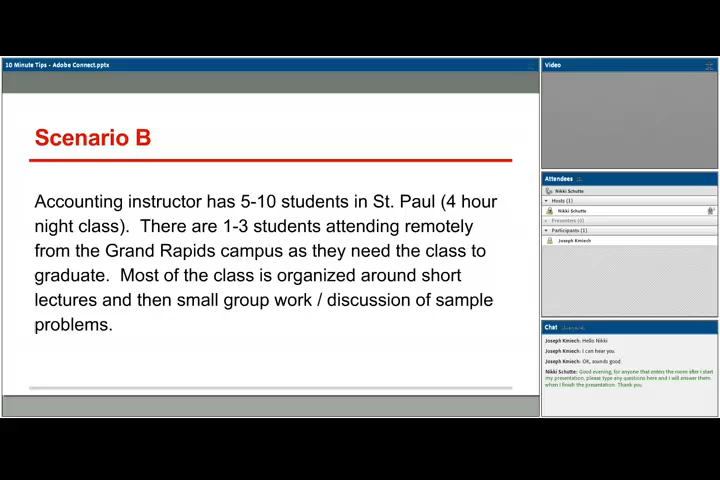 10 Minute Tips - Adobe Connect.pptx
Scenario B
Accounting instructor has 5-10 students in St. Paul (4 hour
night class).  There are 1-3 students attending remotely
from the Grand Rapids campus as they need the class to
graduate.  Most of the class is organized around short
lectures and then small group work / discussion of sample
problems.
Video
Attendees (2)
Nikki Schutte
Hosts (1)
Nikki Schutte
Presenters (0)
Participants (1)
Joseph Kmiech
Chat
Joseph Kmiech: Hello Nikki
Joseph Kmiech: I can hear you.
Joseph Kmiech: OK, sounds good.
Nikki Schutte: Good evening, for anyone that enters the room after I start
my presentation, please type any questions here and I will answer them
when I finish the presentation. Thank you.